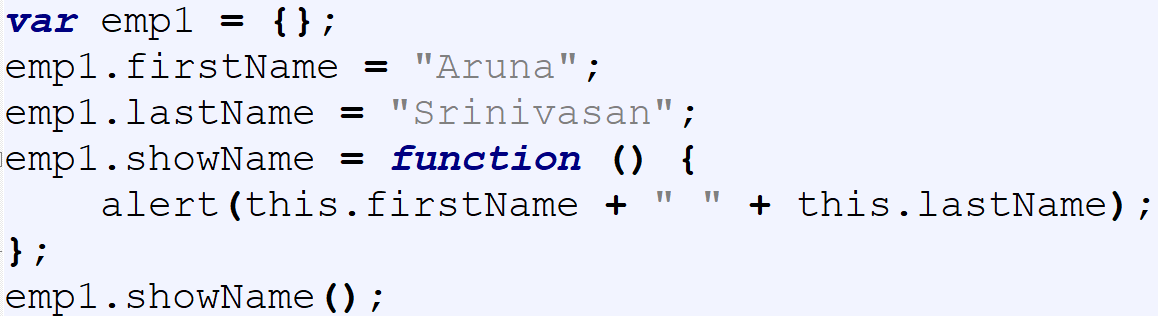 var emp1 = {};
emp1.firstName = "Aruna";
emp1.lastName = "Srinivasan";
emp1.showName = function () {
    alert(this.firstName + " " + this.lastName);
};
emp1.showName();